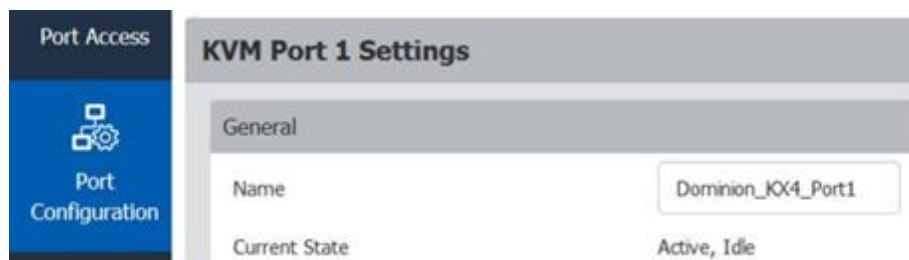 Port Access
KVM Port 1 Settings
Port
Configuration
General
Name
Dominion_KX4_Port1
Current State
Active, Idle